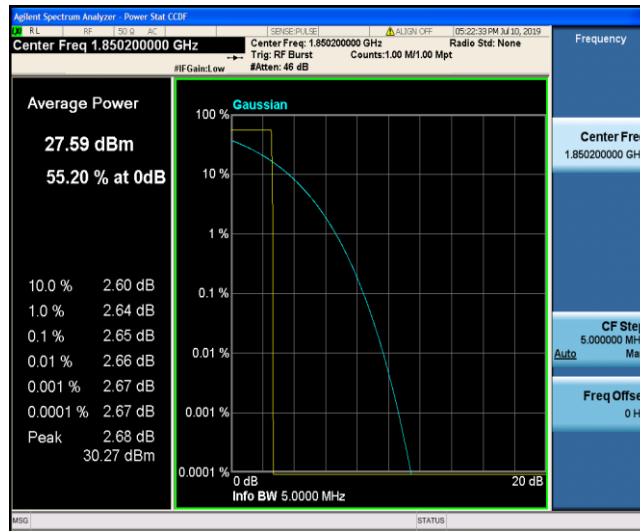 Agilent Spectrum Analyzer - Power Stat CCDF
RL RF 50 Ω AC SENSE:PULSE ALIGN OFF 05:22:33 PM Jul 10, 2019
Center Freq 1.850200000 GHz
Center Freq: 1.850200000 GHz
Radio Std: None
Trig: RF Burst
Counts:1.00 M/1.00 Mpt
#IFGain:Low
#Atten: 46 dB
Frequency
Average Power
27.59 dBm
55.20 % at 0dB
10.0 % 2.60 dB
1.0 % 2.64 dB
0.1 % 2.65 dB
0.01 % 2.66 dB
0.001 % 2.67 dB
0.0001 % 2.67 dB
Peak 2.68 dB
30.27 dBm
Gaussian
100 %
10 %
1 %
0.1 %
0.01 %
0.001 %
0.0001 %
0 dB
20 dB
Info BW 5.0000 MHz
Center Fre
1.850200000 GH
CF Step
5.000000 MH
Auto Ma
Freq Offse
0 H
MSG
STATUS